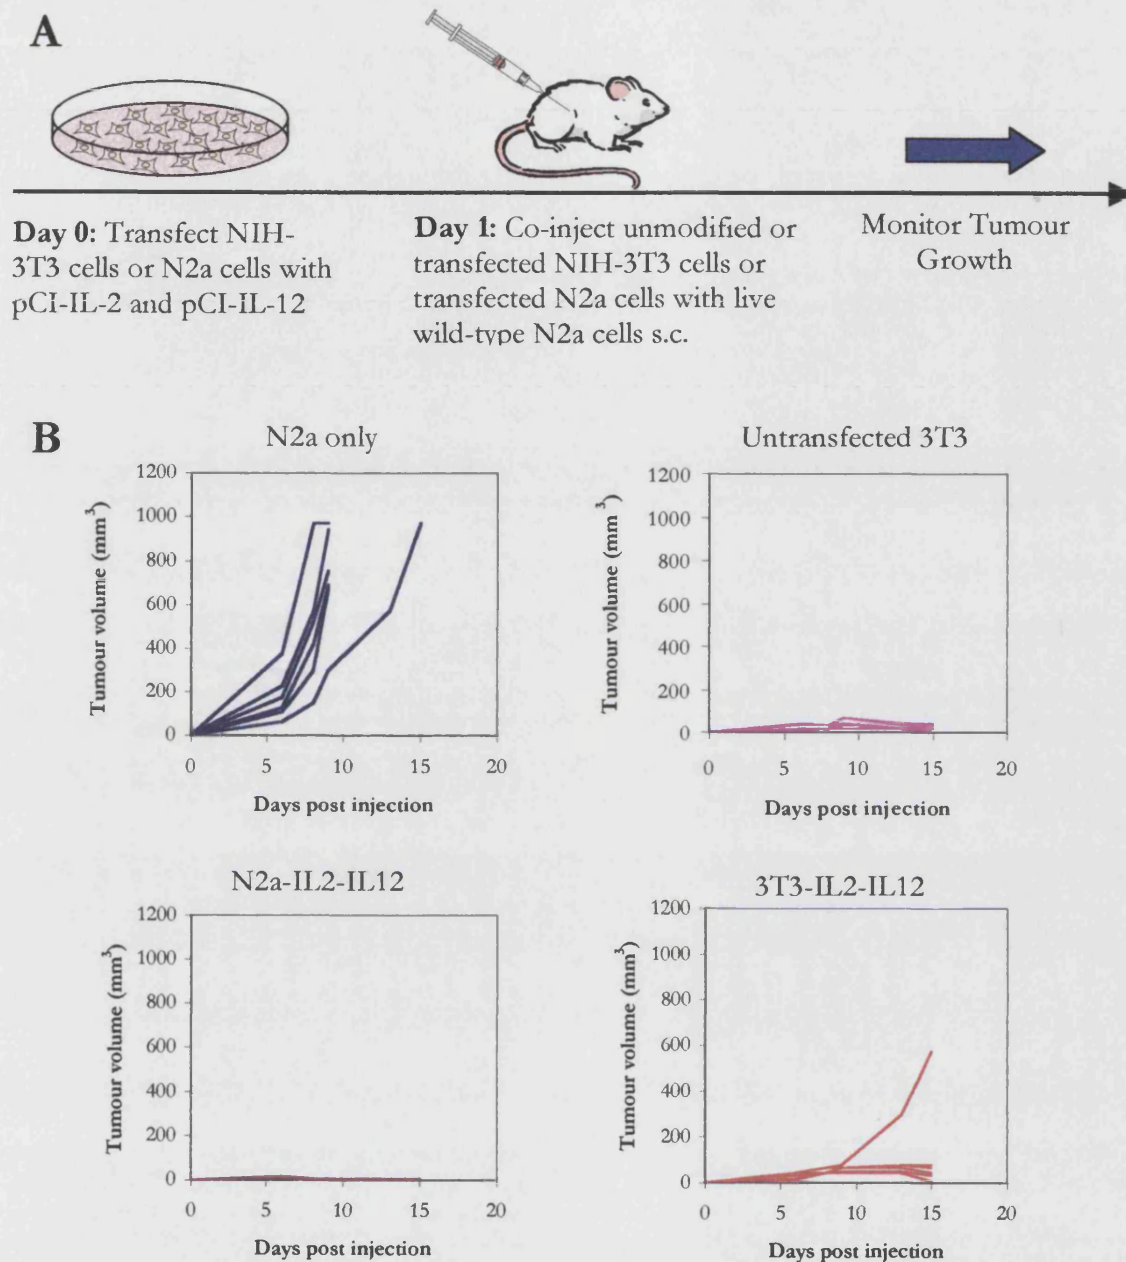 A
Day 0: Transfect NIH-
3T3 cells or N2a cells with
pCI-IL-2 and pCI-IL-12
Day 1: Co-inject unmodified or
transfected NIH-3T3 cells or
transfected N2a cells with live
wild-type N2a cells s.c.
Monitor Tumour
Growth
B
N2a only
Tumour volume (mm³)
1200
1000
800
600
400
200
0
0 5 10 15 20
Days post injection
Untransfected 3T3
Tumour volume (mm³)
1200
1000
800
600
400
200
0
0 5 10 15 20
Days post injection
N2a-IL2-IL12
Tumour volume (mm³)
1200
1000
800
600
400
200
0
0 5 10 15 20
Days post injection
3T3-IL2-IL12
Tumour volume (mm³)
1200
1000
800
600
400
200
0
0 5 10 15 20
Days post injection